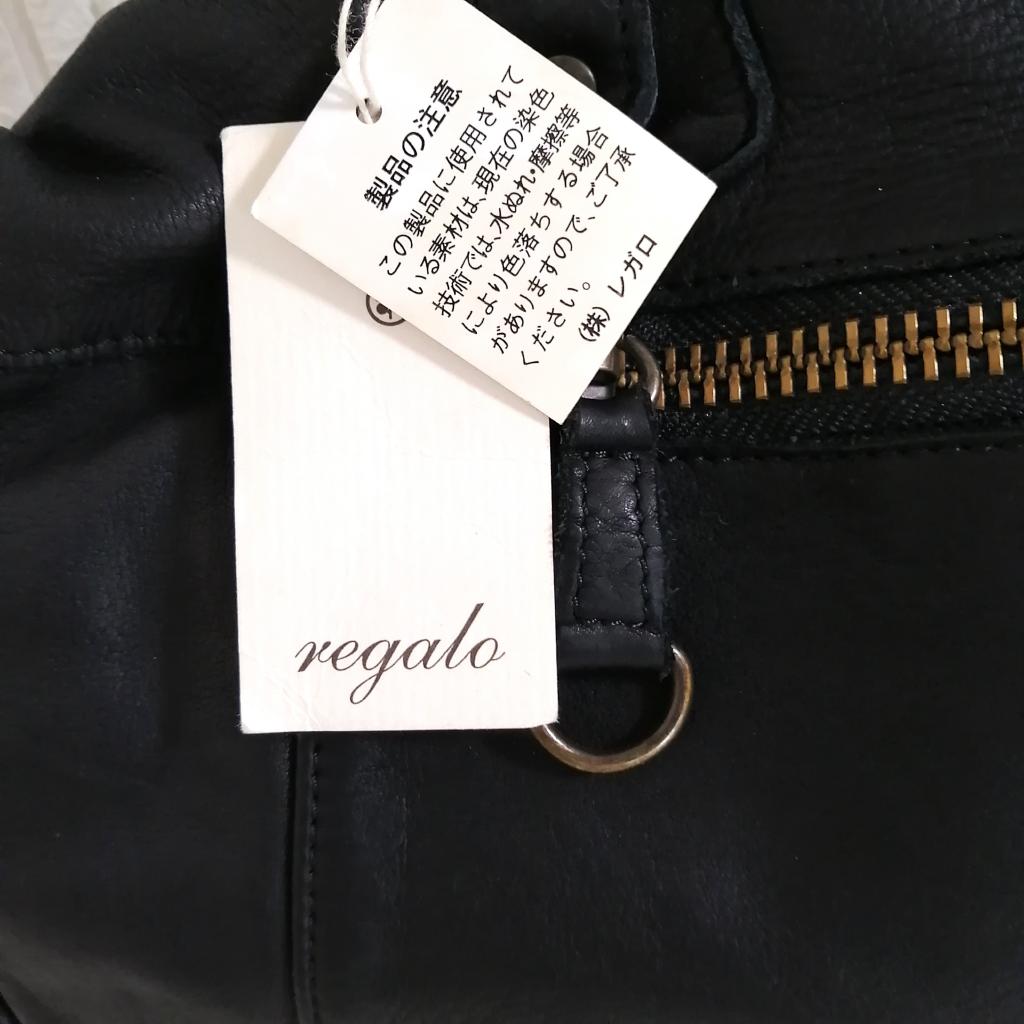 製品の注意
この製品に使用されて
いる素材は、現在の染色
技術では、水ぬれ・摩擦等
により色落ちする場合
がありますので、ご了承
ください。
(株)レガロ
regalo